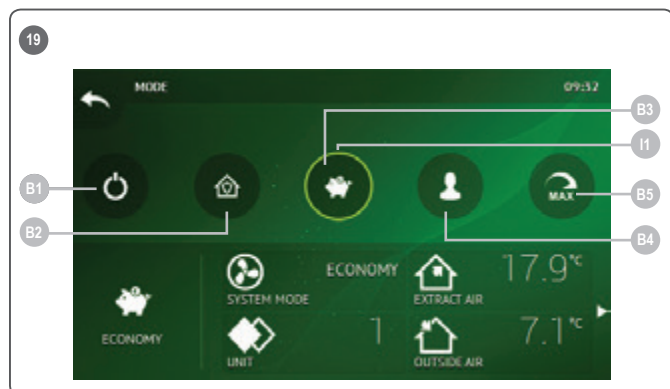 19
MODE 09:32
B3
I1
B1
B2
MAX
B5
B4
ECONOMY 17.9°C
SYSTEM MODE EXTRACT AIR
ECONOMY
1 7.1°C
UNIT OUTSIDE AIR